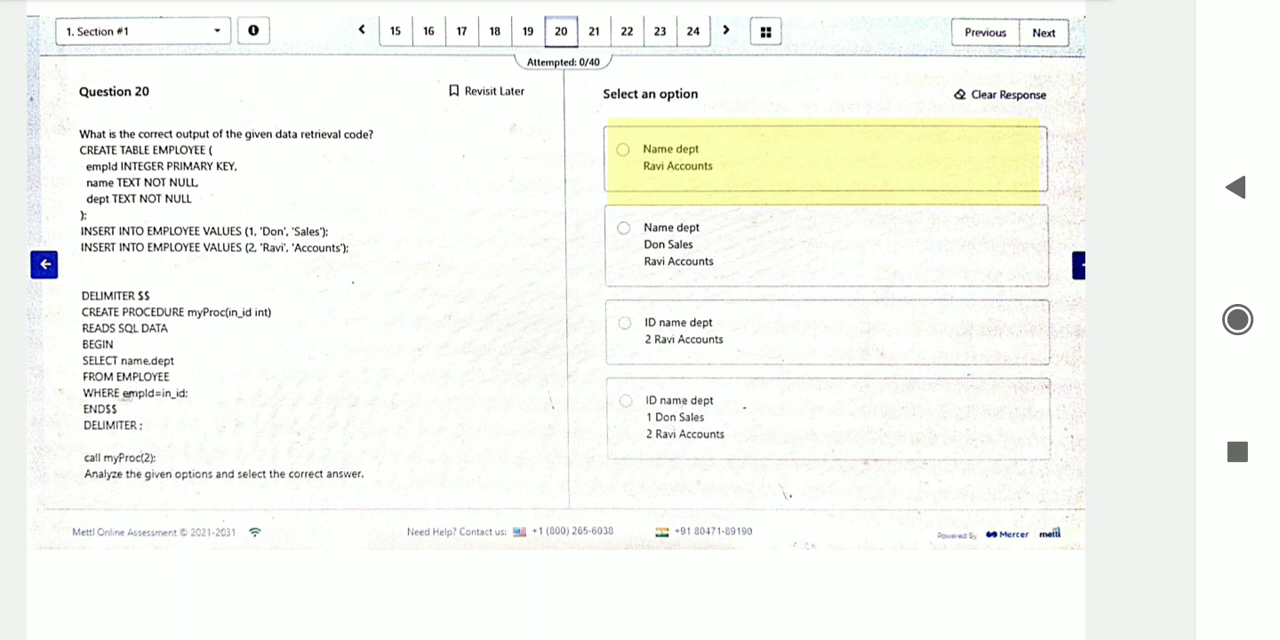 1. Section #1
15 16 17 18 19 20 21 22 23 24
Previous Next
Attempted: 0/40
Question 20
Revisit Later
What is the correct output of the given data retrieval code?
CREATE TABLE EMPLOYEE (
empId INTEGER PRIMARY KEY,
name TEXT NOT NULL,
dept TEXT NOT NULL
);
INSERT INTO EMPLOYEE VALUES (1, 'Don', 'Sales');
INSERT INTO EMPLOYEE VALUES (2, 'Ravi', 'Accounts');
DELIMITER $$
CREATE PROCEDURE myProc(in_id int)
READS SQL DATA
BEGIN
SELECT name,dept
FROM EMPLOYEE
WHERE empId=in_id;
END$$
DELIMITER ;
call myProc(2);
Analyze the given options and select the correct answer.
Select an option
Clear Response
Name dept
Ravi Accounts
Name dept
Don Sales
Ravi Accounts
ID name dept
2 Ravi Accounts
ID name dept
1 Don Sales
2 Ravi Accounts
Mettl Online Assessment © 2021-2031
Need Help? Contact us: +1 (800) 265-6038 +91 80471-89190
Powered By Mercer mettl